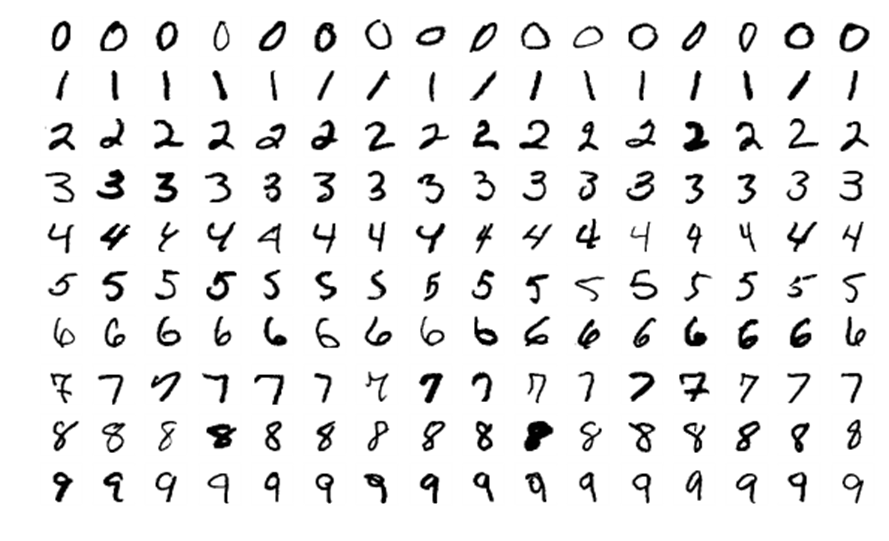 0 0 0 0 0 0 0 0 0 0 0 0 0 0 0 0
1 1 1 1 1 1 1 1 1 1 1 1 1 1 1 1
2 2 2 2 2 2 2 2 2 2 2 2 2 2 2 2
3 3 3 3 3 3 3 3 3 3 3 3 3 3 3 3
4 4 4 4 4 4 4 4 4 4 4 4 4 4 4 4
5 5 5 5 5 5 5 5 5 5 5 5 5 5 5 5
6 6 6 6 6 6 6 6 6 6 6 6 6 6 6 6
7 7 7 7 7 7 7 7 7 7 7 7 7 7 7 7
8 8 8 8 8 8 8 8 8 8 8 8 8 8 8 8
9 9 9 9 9 9 9 9 9 9 9 9 9 9 9 9